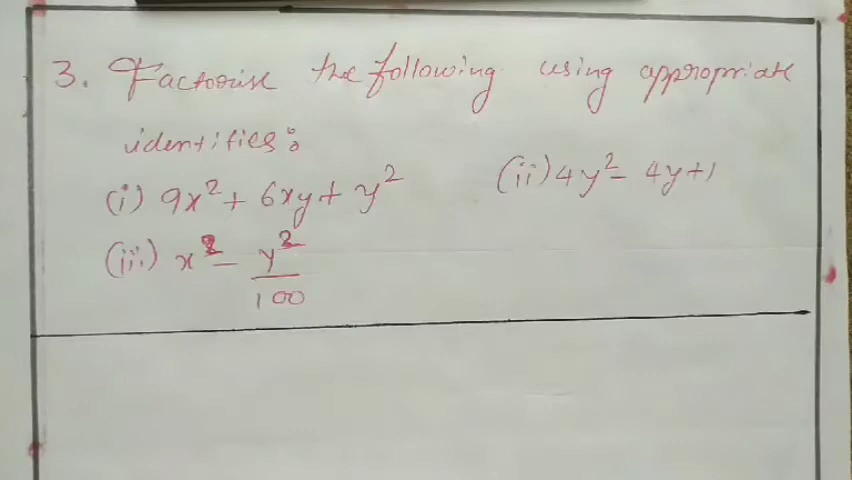 3. Factorise the following using appropriate
identities:
(i) 9x² + 6xy + y² (ii) 4y² - 4y + 1
(iii) x² - y²/100